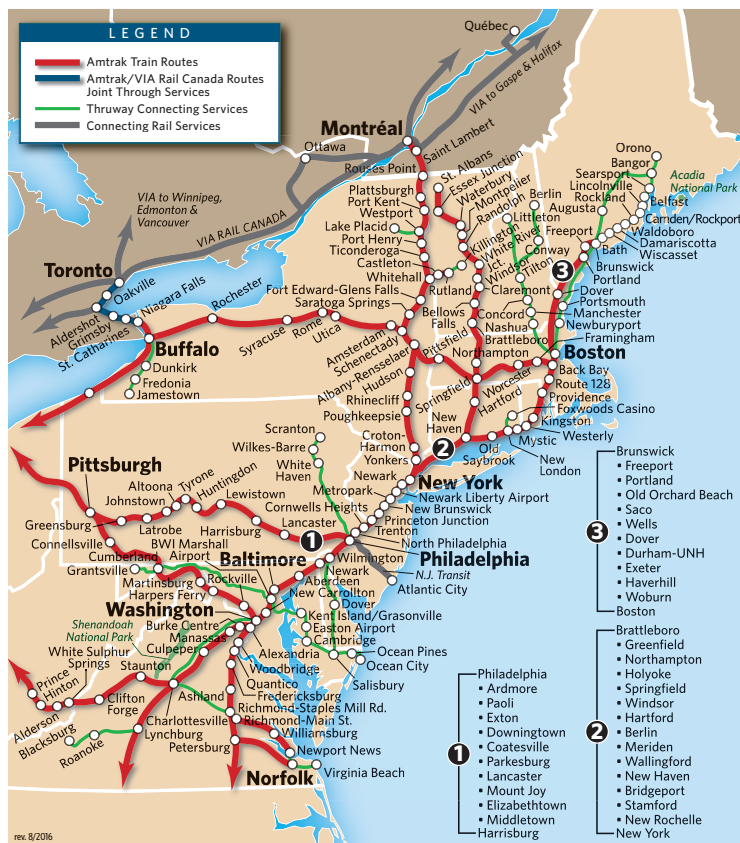 LEGEND
Amtrak Train Routes
Amtrak/VIA Rail Canada Routes
Joint Through Services
Thruway Connecting Services
Connecting Rail Services
Québec
VIA to Gaspe & Halifax
Montréal
Saint Lambert
Ottawa
Rouses Point
St. Albans
Essex Junction
Waterbury
Montpelier
Randolph
Berlin
Littleton
Orono
Bangor
Searsport
Lincolnville
Rockland
Acadia
National Park
Augusta
Belfast
Camden/Rockport
Waldoboro
Damariscotta
Wiscasset
Bath
Freeport
Brunswick
Portland
VIA to Winnipeg,
Edmonton &
Vancouver
VIA RAIL CANADA
Plattsburgh
Port Kent
Westport
Lake Placid
Port Henry
Ticonderoga
Castleton
Whitehall
Killington
White River
Jct.
Windsor
Conway
Tilton
Rutland
Claremont
3
Dover
Portsmouth
Manchester
Newburyport
Framingham
Toronto
Oakville
Aldershot
Grimsby
St. Catharines
Niagara Falls
Rochester
Fort Edward-Glens Falls
Saratoga Springs
Bellows
Falls
Concord
Nashua
Brattleboro
Northampton
Boston
Buffalo
Syracuse
Rome
Utica
Amsterdam
Schenectady
Albany-Rensselaer
Pittsfield
Dunkirk
Fredonia
Jamestown
Hudson
Rhinecliff
Poughkeepsie
Springfield
Worcester
Hartford
Back Bay
Route 128
Providence
Foxwoods Casino
Kingston
Westerly
Mystic
New
London
Old
Saybrook
New
Haven
2
Scranton
Wilkes-Barre
White
Haven
Croton-
Harmon
Yonkers
New York
Newark
Newark Liberty Airport
Metropark
New Brunswick
Cornwells Heights
Princeton Junction
Trenton
Pittsburgh
Altoona
Johnstown
Tyrone
Huntingdon
Lewistown
Greensburg
Latrobe
Harrisburg
Lancaster
1
North Philadelphia
Philadelphia
Connellsville
Cumberland
BWI Marshall
Airport
Baltimore
Wilmington
Newark
N.J. Transit
Atlantic City
Grantsville
Martinsburg
Harpers Ferry
Rockville
Aberdeen
New Carrollton
Dover
Washington
Kent Island/Grasonville
Easton Airport
Cambridge
Shenandoah
National Park
Burke Centre
Manassas
Culpeper
Alexandria
Woodbridge
Ocean Pines
Ocean City
Salisbury
White Sulphur
Springs
Staunton
Quantico
Fredericksburg
Prince
Hinton
Alderson
Clifton
Forge
Ashland
Richmond-Staples Mill Rd.
Richmond-Main St.
Charlottesville
Lynchburg
Williamsburg
Blacksburg
Roanoke
Petersburg
Newport News
Norfolk
Virginia Beach
1
Philadelphia
• Ardmore
• Paoli
• Exton
• Downingtown
• Coatesville
• Parkesburg
• Lancaster
• Mount Joy
• Elizabethtown
• Middletown
Harrisburg
3
Brunswick
• Freeport
• Portland
• Old Orchard Beach
• Saco
• Wells
• Dover
• Durham-UNH
• Exeter
• Haverhill
• Woburn
Boston
2
Brattleboro
• Greenfield
• Northampton
• Holyoke
• Springfield
• Windsor
• Hartford
• Berlin
• Meriden
• Wallingford
• New Haven
• Bridgeport
• Stamford
• New Rochelle
New York
rev. 8/2016